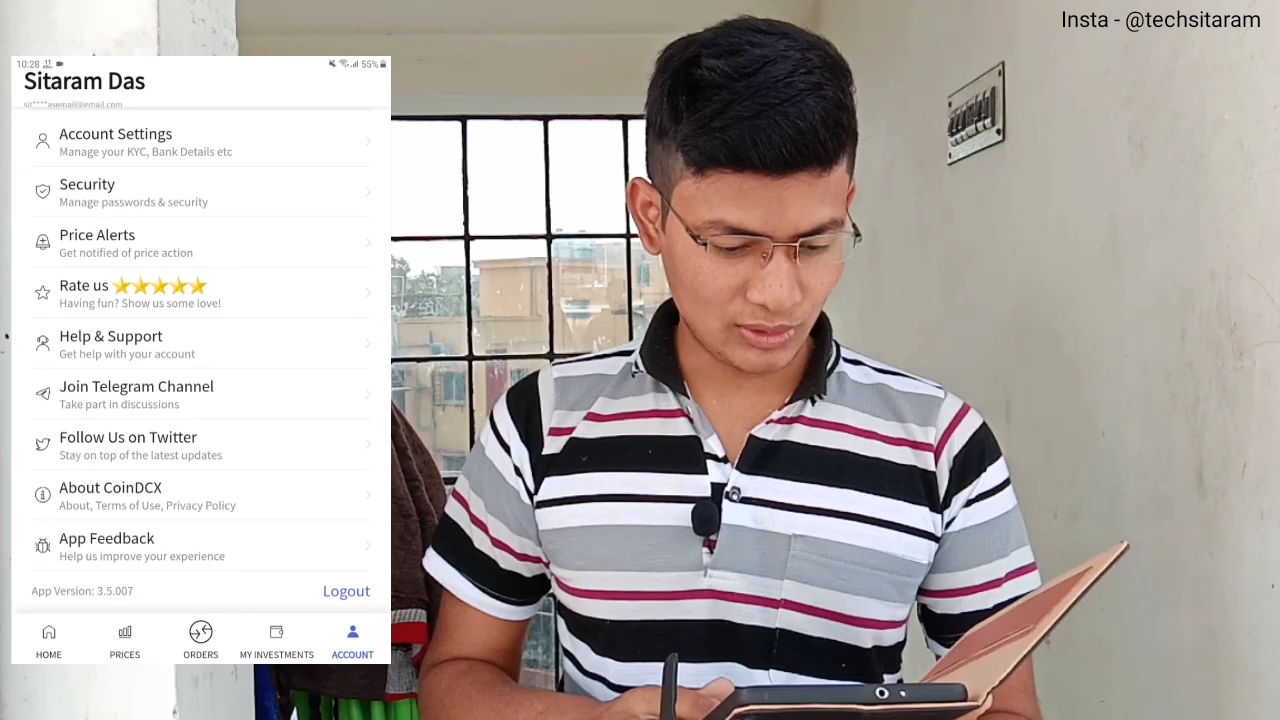 Insta - @techsitaram
10:28
55%
Sitaram Das
sit****asemail@gmail.com
Account Settings
Manage your KYC, Bank Details etc
Security
Manage passwords & security
Price Alerts
Get notified of price action
Rate us ⭐⭐⭐⭐⭐
Having fun? Show us some love!
Help & Support
Get help with your account
Join Telegram Channel
Take part in discussions
Follow Us on Twitter
Stay on top of the latest updates
About CoinDCX
About, Terms of Use, Privacy Policy
App Feedback
Help us improve your experience
App Version: 3.5.007
Logout
HOME
PRICES
ORDERS
MY INVESTMENTS
ACCOUNT